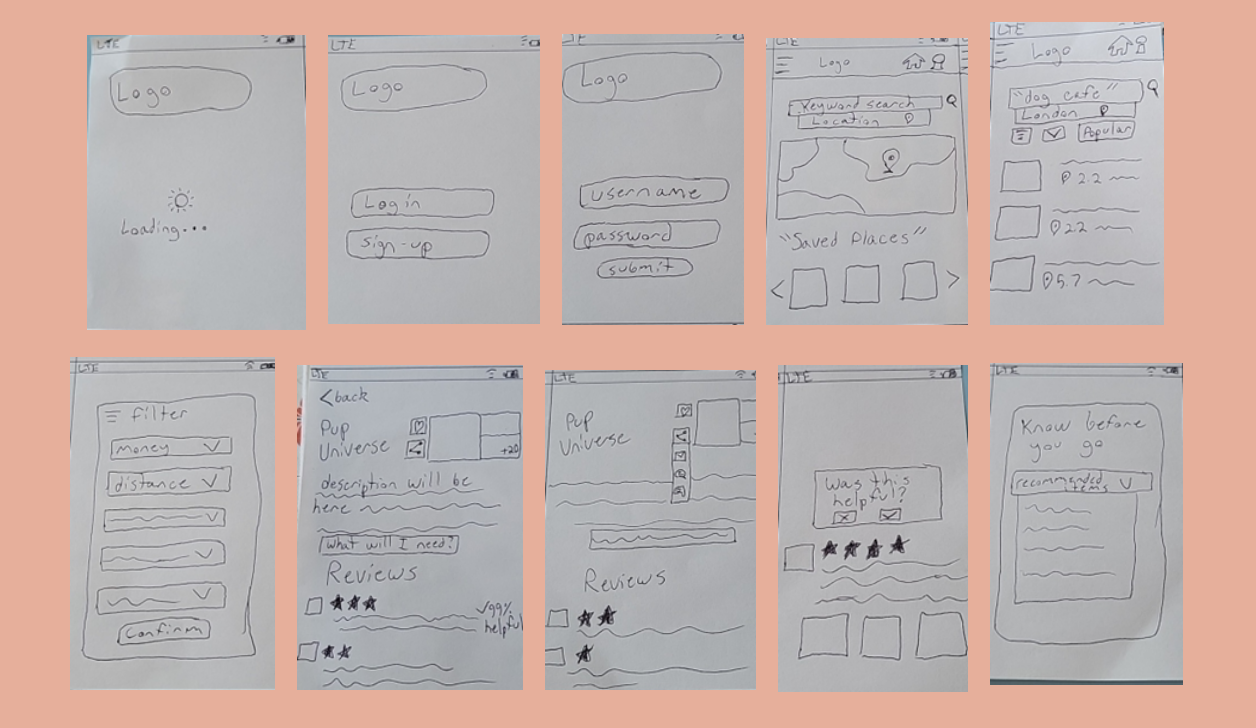 LTE
Logo
Loading...
LTE
Logo
Log in
sign-up
LTE
Logo
username
password
submit
LTE
Logo
Keyword search
Location
"Saved Places"
< >
LTE
Logo
"dog cafe"
London
Popular
2.2
22
5.7
LTE
filter
money
distance
Confirm
LTE
<back
Pup
Universe
+20
description will be
here
What will I need?
Reviews
99%
helpful
LTE
Pup
Universe
Reviews
LTE
Was this
helpful?
LTE
Know before
you go
recommended
items